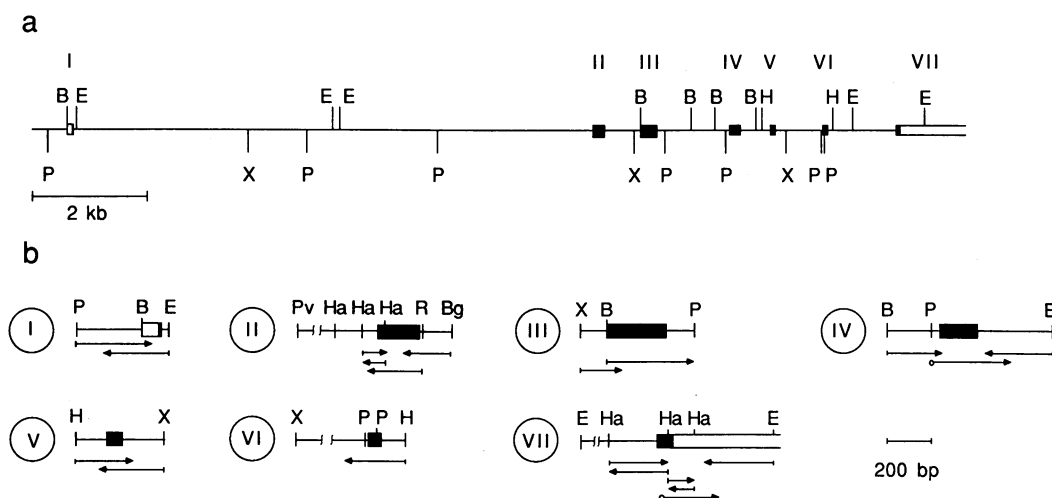 a
I II III IV V VI VII
B E E E B B B B H H E E
P X P P X P P X P P
2 kb
b
I P B E
II Pv Ha Ha Ha R Bg
III X B P
IV B P
V H X
VI X P P H
VII E Ha Ha Ha E
200 bp